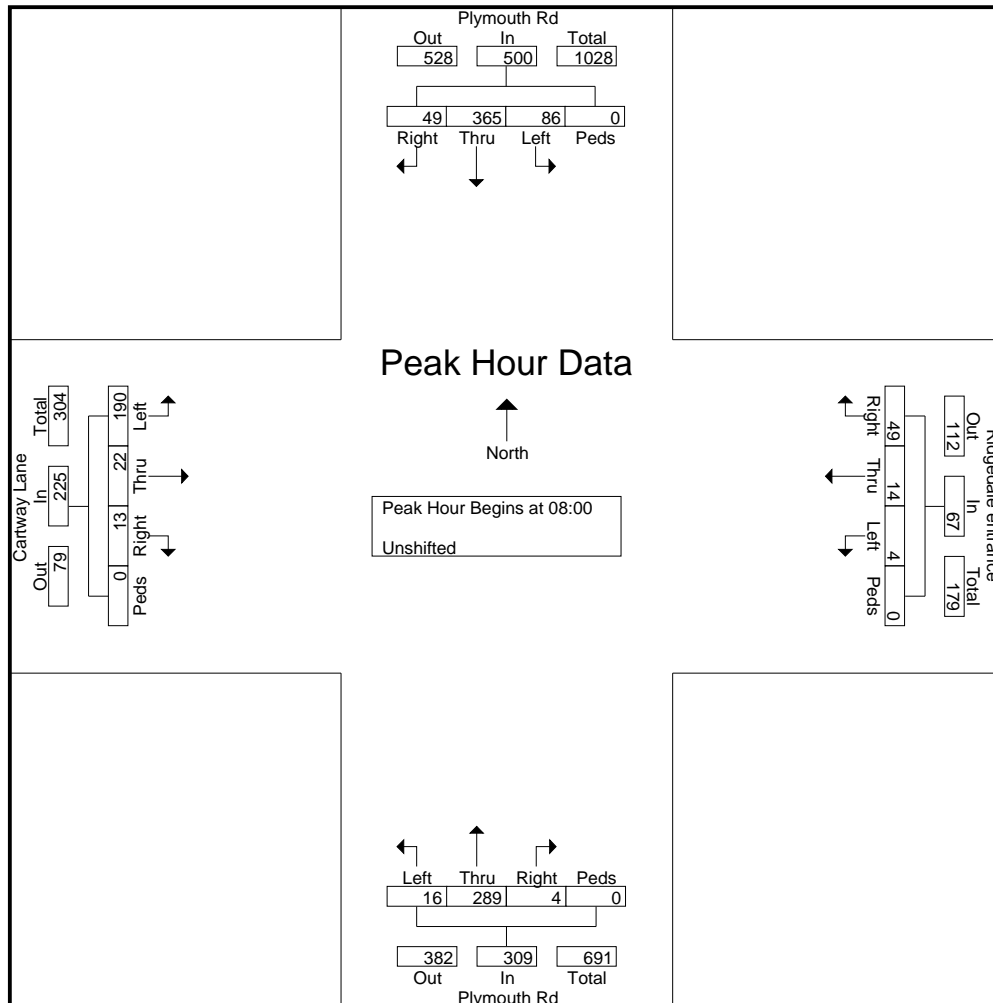 Plymouth Rd
Out In Total
528 500 1028
49 365 86 0
Right Thru Left Peds
Peak Hour Data
North
Peak Hour Begins at 08:00
Unshifted
Cartway Lane
Out In Total
79 225 304
Left Thru Right Peds
190 22 13 0
Ridgedale entrance
Out In Total
112 67 179
Right Thru Left Peds
49 14 4 0
Left Thru Right Peds
16 289 4 0
382 309 691
Out In Total
Plymouth Rd